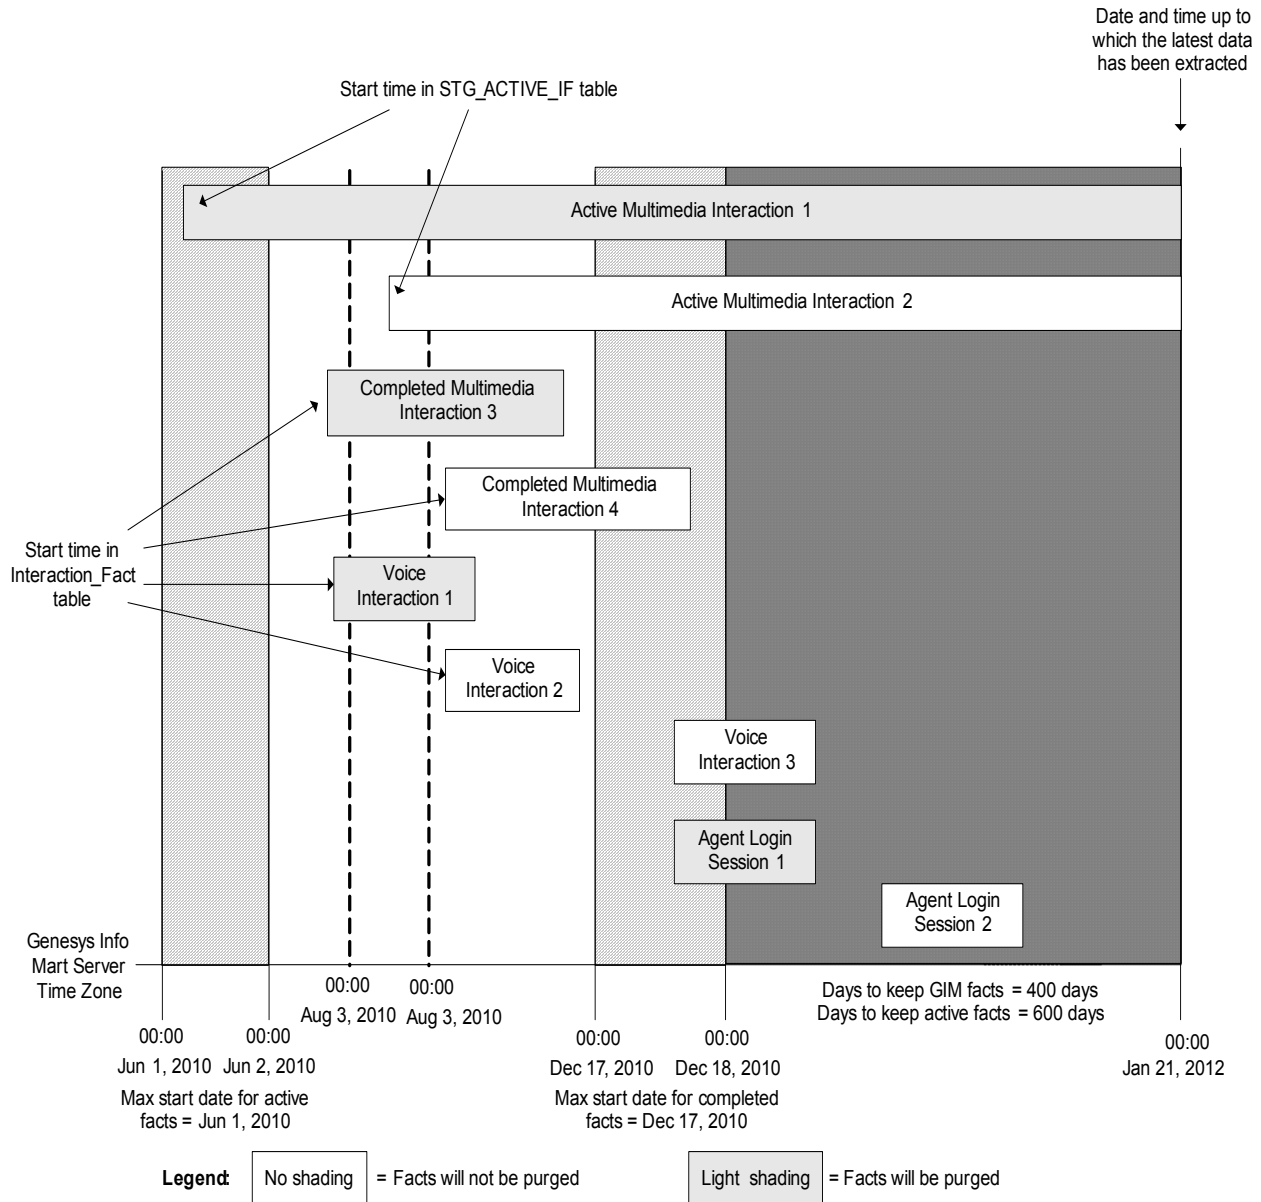 Date and time up to
which the latest data
has been extracted
Start time in STG_ACTIVE_IF table
Active Multimedia Interaction 1
Active Multimedia Interaction 2
Completed Multimedia
Interaction 3
Completed Multimedia
Interaction 4
Start time in
Interaction_Fact
table
Voice
Interaction 1
Voice
Interaction 2
Voice
Interaction 3
Agent Login
Session 1
Agent Login
Session 2
Genesys Info
Mart Server
Time Zone
00:00
Aug 3, 2010
00:00
Aug 3, 2010
Days to keep GIM facts = 400 days
Days to keep active facts = 600 days
00:00
Jun 1, 2010
00:00
Jun 2, 2010
00:00
Dec 17, 2010
00:00
Dec 18, 2010
00:00
Jan 21, 2012
Max start date for active
facts = Jun 1, 2010
Max start date for completed
facts = Dec 17, 2010
Legend:
No shading
= Facts will not be purged
Light shading
= Facts will be purged